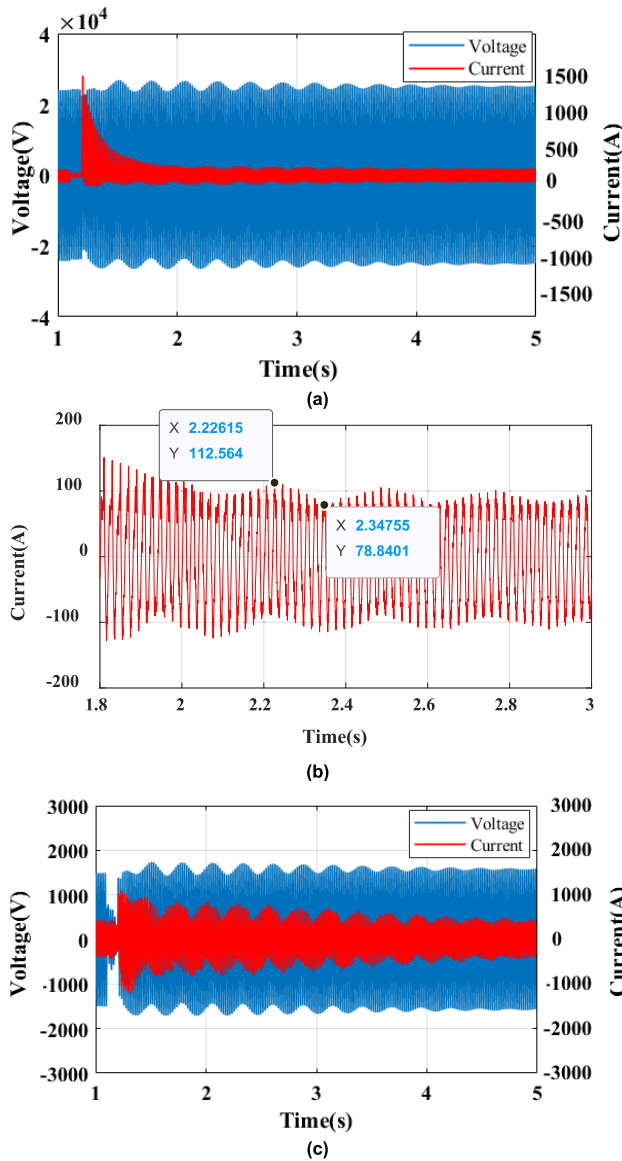 ×10⁴
4
2
0
-2
-4
Voltage(V)
Voltage
Current
1500
1000
500
0
-500
-1000
-1500
Current(A)
1
2
3
4
5
Time(s)
(a)
200
100
0
-100
-200
Current(A)
X 2.22615
Y 112.564
X 2.34755
Y 78.8401
1.8
2
2.2
2.4
2.6
2.8
3
Time(s)
(b)
3000
2000
1000
0
-1000
-2000
-3000
Voltage(V)
Voltage
Current
3000
2000
1000
0
-1000
-2000
-3000
Current(A)
1
2
3
4
5
Time(s)
(c)